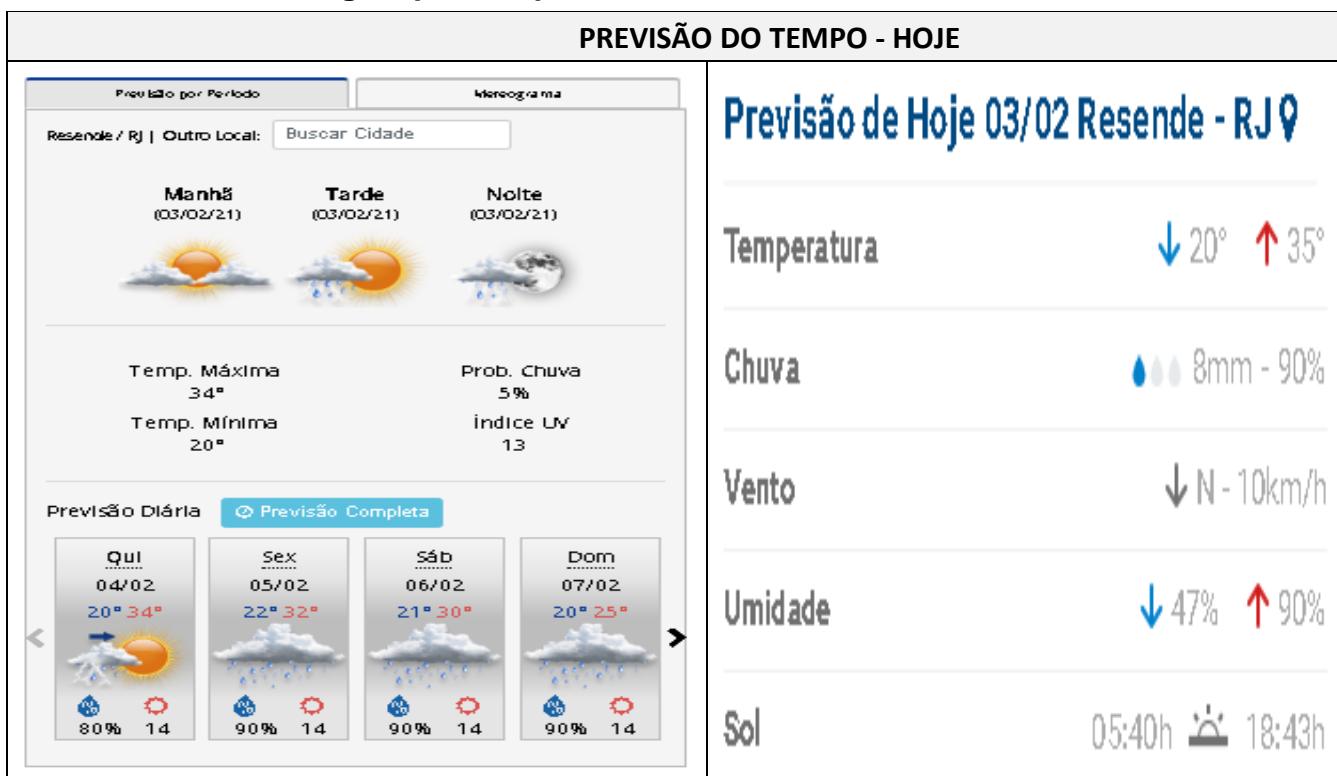 PREVISÃO DO TEMPO - HOJE
Previsão por Período
Meteograma
Resende / RJ | Outro Local: Buscar Cidade
Manhã Tarde Noite
(03/02/21) (03/02/21) (03/02/21)
Temp. Máxima Prob. Chuva
34° 5%
Temp. Mínima Índice UV
20° 13
Previsão Diária Previsão Completa
Qui Sex Sáb Dom
04/02 05/02 06/02 07/02
20° 34° 22° 32° 21° 30° 20° 25°
< >
80% 14 90% 14 90% 14 90% 14
Previsão de Hoje 03/02 Resende - RJ
Temperatura 20° 35°
Chuva 8mm - 90%
Vento N - 10km/h
Umidade 47% 90%
Sol 05:40h 18:43h